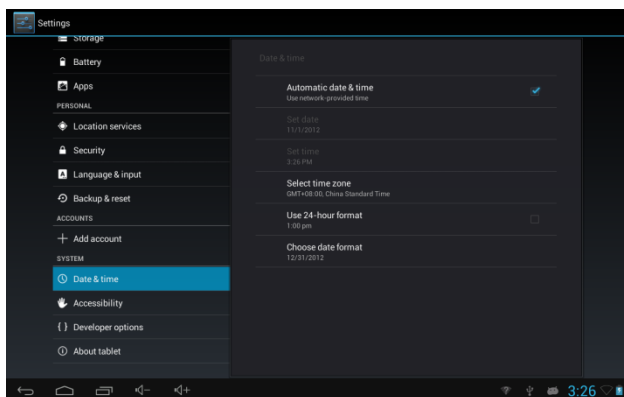 Settings
Storage
Battery
Apps
PERSONAL
Location services
Security
A Language & input
Backup & reset
ACCOUNTS
Add account
SYSTEM
Date & time
Accessibility
{ } Developer options
About tablet
Date & time
Automatic date & time
Use network-provided time
Set date
11/1/2012
Set time
3:26 PM
Select time zone
GMT+08:00, China Standard Time
Use 24-hour format
1:00 pm
Choose date format
12/31/2012
3:26